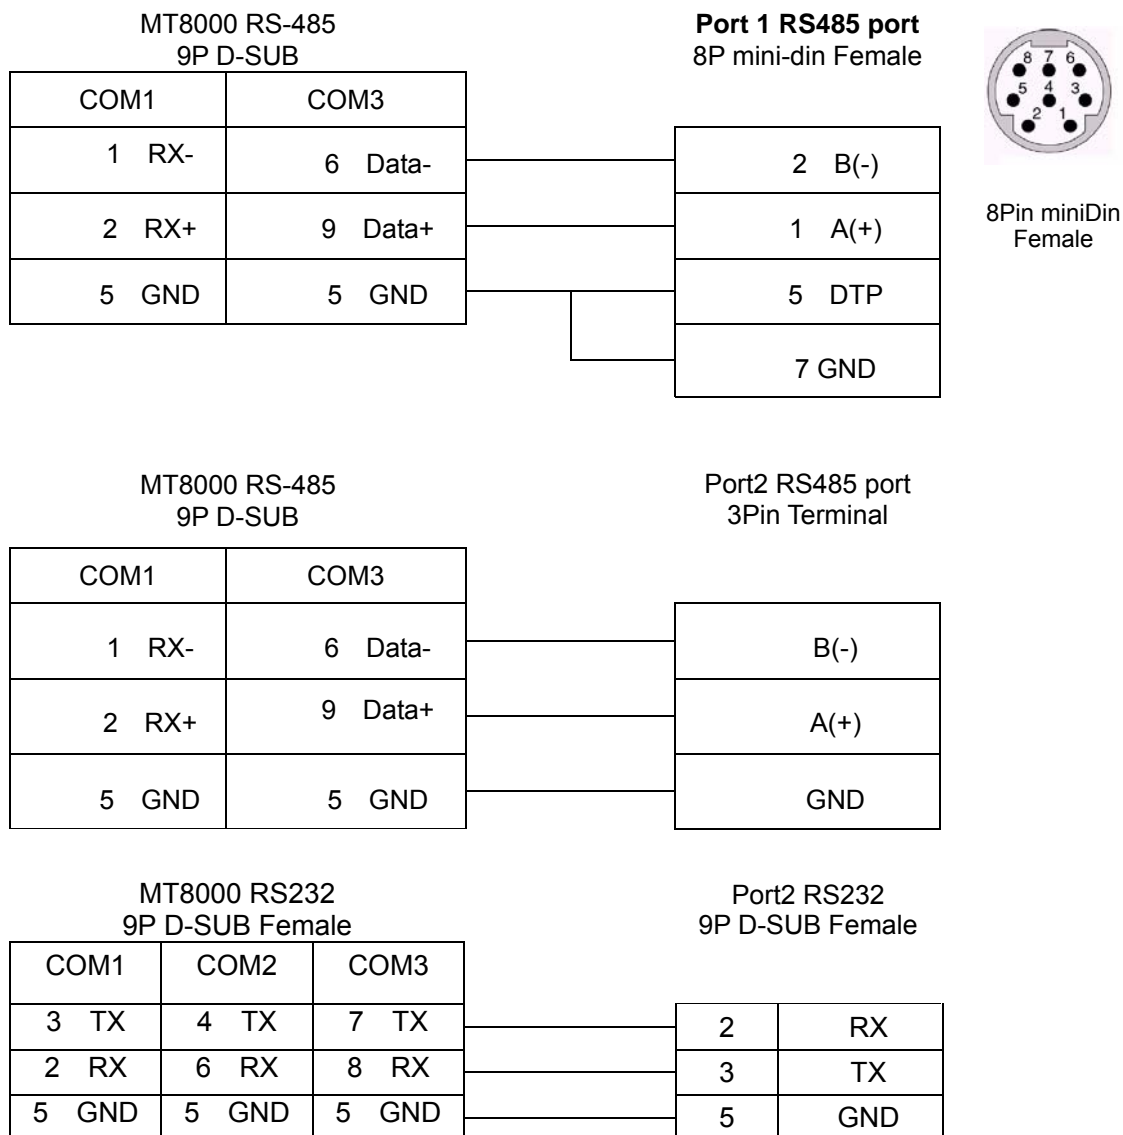 MT8000 RS-485
9P D-SUB
Port 1 RS485 port
8P mini-din Female
COM1 COM3
1 RX- 6 Data- 2 B(-)
2 RX+ 9 Data+ 1 A(+)
5 GND 5 GND 5 DTP
7 GND
8 7 6
5 4 3
2 1
8Pin miniDin
Female
MT8000 RS-485
9P D-SUB
Port2 RS485 port
3Pin Terminal
COM1 COM3
1 RX- 6 Data- B(-)
2 RX+ 9 Data+ A(+)
5 GND 5 GND GND
MT8000 RS232
9P D-SUB Female
Port2 RS232
9P D-SUB Female
COM1 COM2 COM3
3 TX 4 TX 7 TX 2 RX
2 RX 6 RX 8 RX 3 TX
5 GND 5 GND 5 GND 5 GND